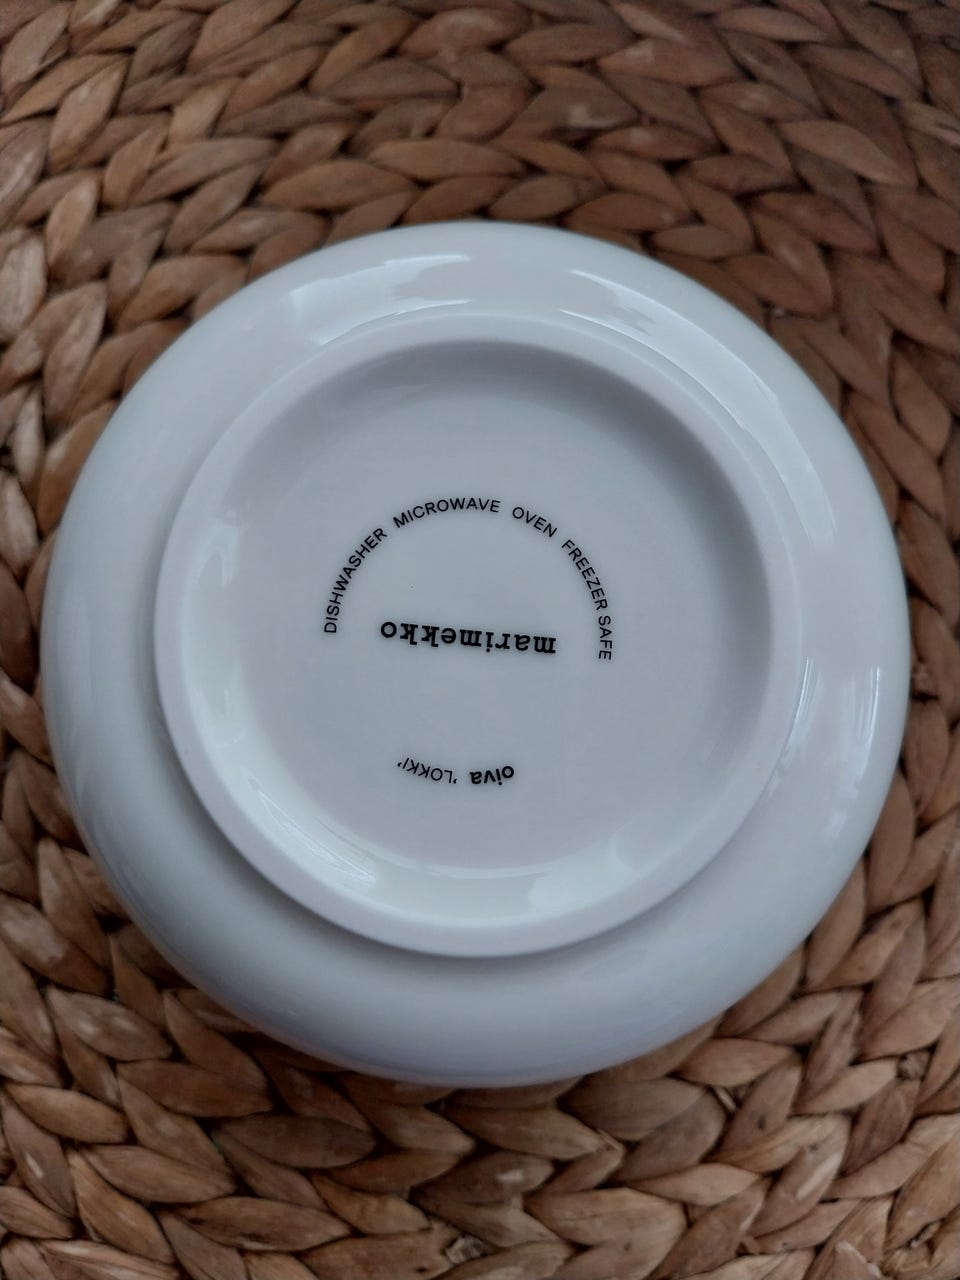 DISHWASHER MICROWAVE OVEN FREEZER SAFE
marimekko
oiva 'LOKKI'